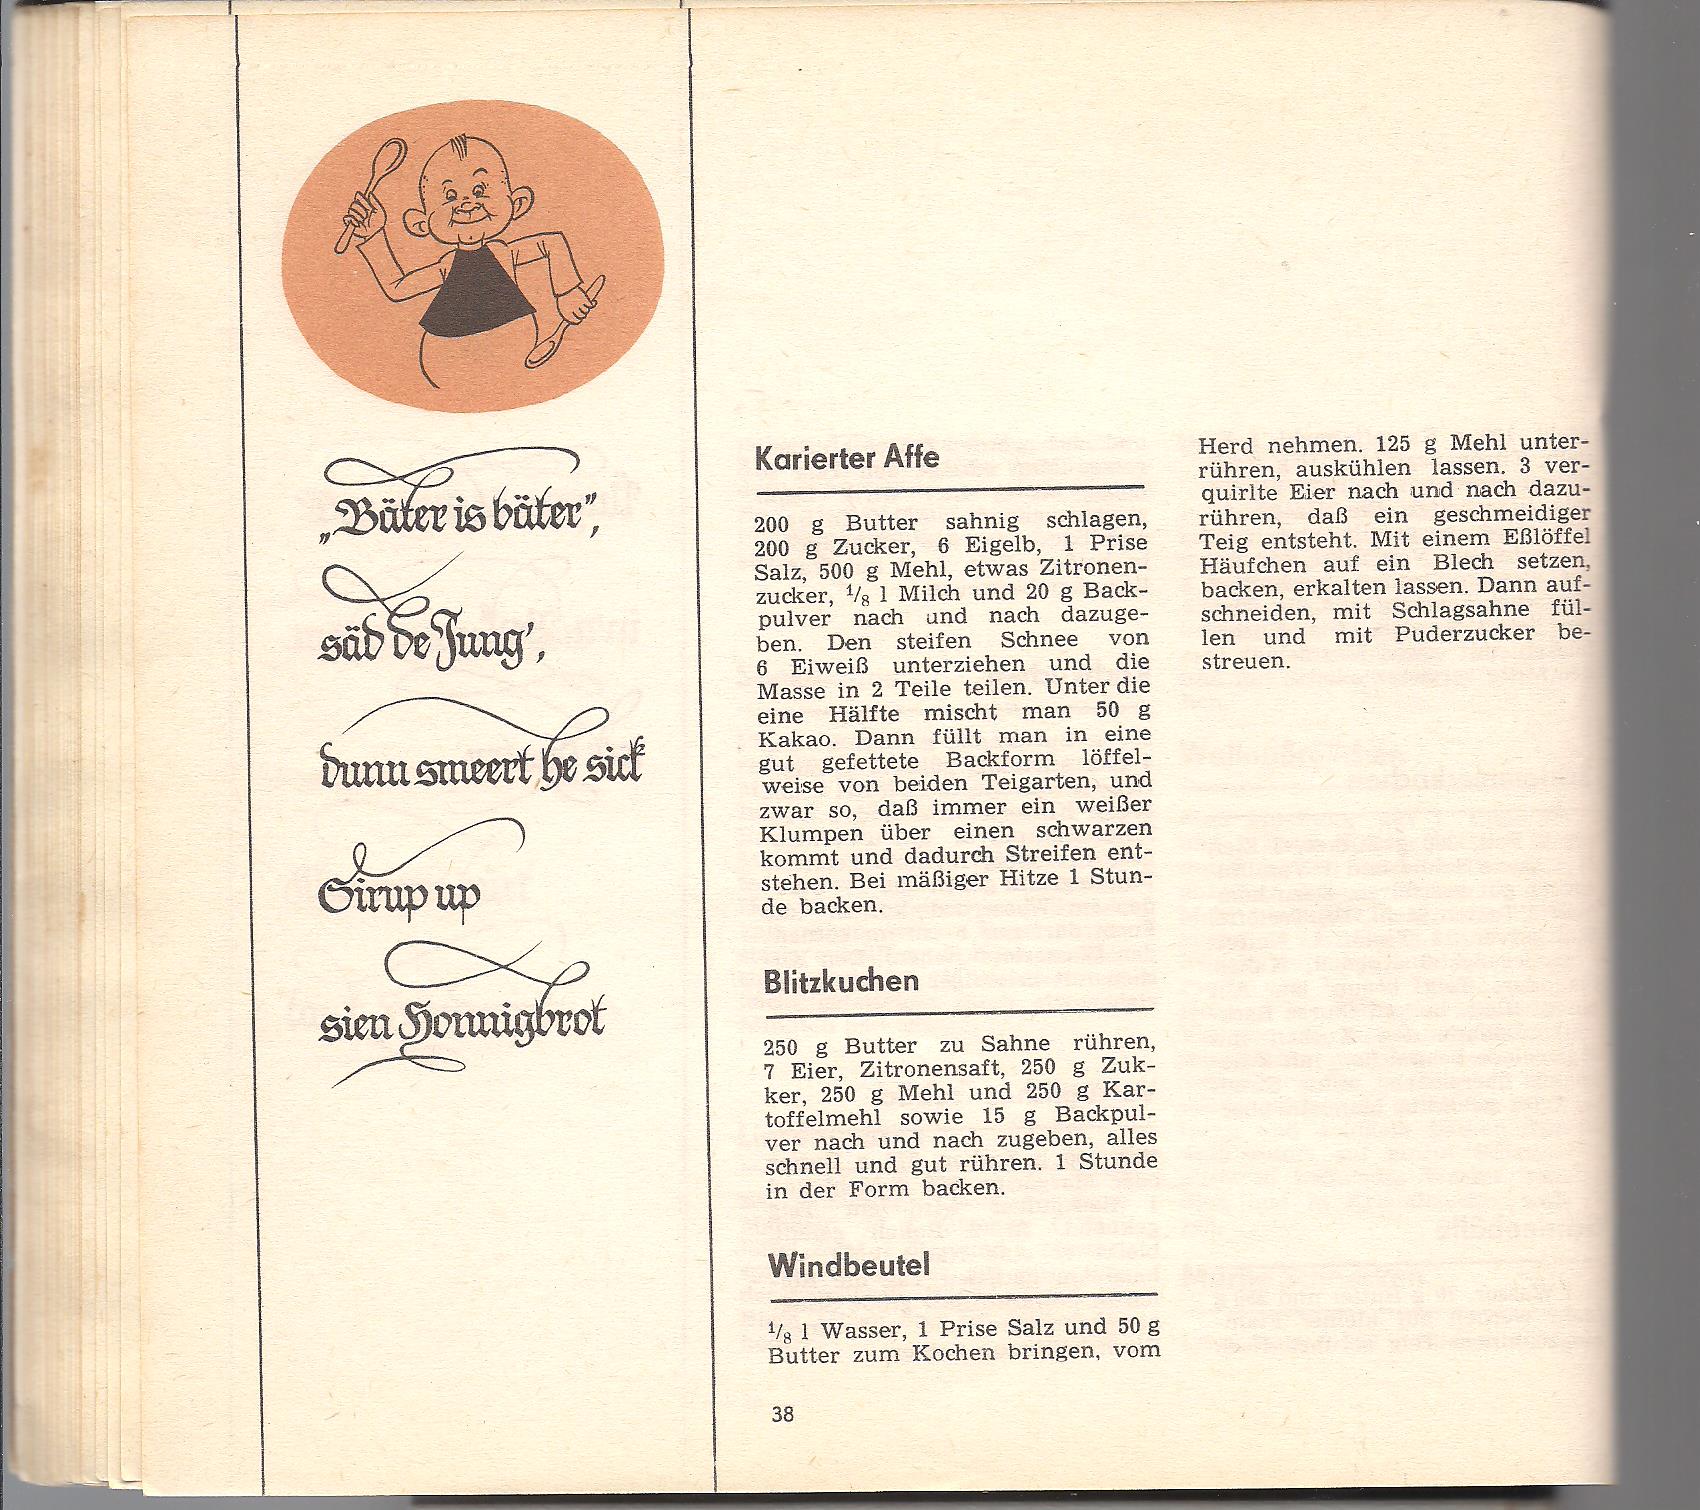 „Bäter is bäter”,
säd de Jung',
dunn smeert he sick
Sirup up
sien Honnigbrot
Karierter Affe
200 g Butter sahnig schlagen,
200 g Zucker, 6 Eigelb, 1 Prise
Salz, 500 g Mehl, etwas Zitronen-
zucker, 1/8 l Milch und 20 g Back-
pulver nach und nach dazuge-
ben. Den steifen Schnee von
6 Eiweiß unterziehen und die
Masse in 2 Teile teilen. Unter die
eine Hälfte mischt man 50 g
Kakao. Dann füllt man in eine
gut gefettete Backform löffel-
weise von beiden Teigarten, und
zwar so, daß immer ein weißer
Klumpen über einen schwarzen
kommt und dadurch Streifen ent-
stehen. Bei mäßiger Hitze 1 Stun-
de backen.
Blitzkuchen
250 g Butter zu Sahne rühren,
7 Eier, Zitronensaft, 250 g Zuk-
ker, 250 g Mehl und 250 g Kar-
toffelmehl sowie 15 g Backpul-
ver nach und nach zugeben, alles
schnell und gut rühren. 1 Stunde
in der Form backen.
Windbeutel
1/8 l Wasser, 1 Prise Salz und 50 g
Butter zum Kochen bringen, vom
Herd nehmen. 125 g Mehl unter-
rühren, auskühlen lassen. 3 ver-
quirlte Eier nach und nach dazu-
rühren, daß ein geschmeidiger
Teig entsteht. Mit einem Eßlöffel
Häufchen auf ein Blech setzen,
backen, erkalten lassen. Dann auf-
schneiden, mit Schlagsahne fül-
len und mit Puderzucker be-
streuen.
38